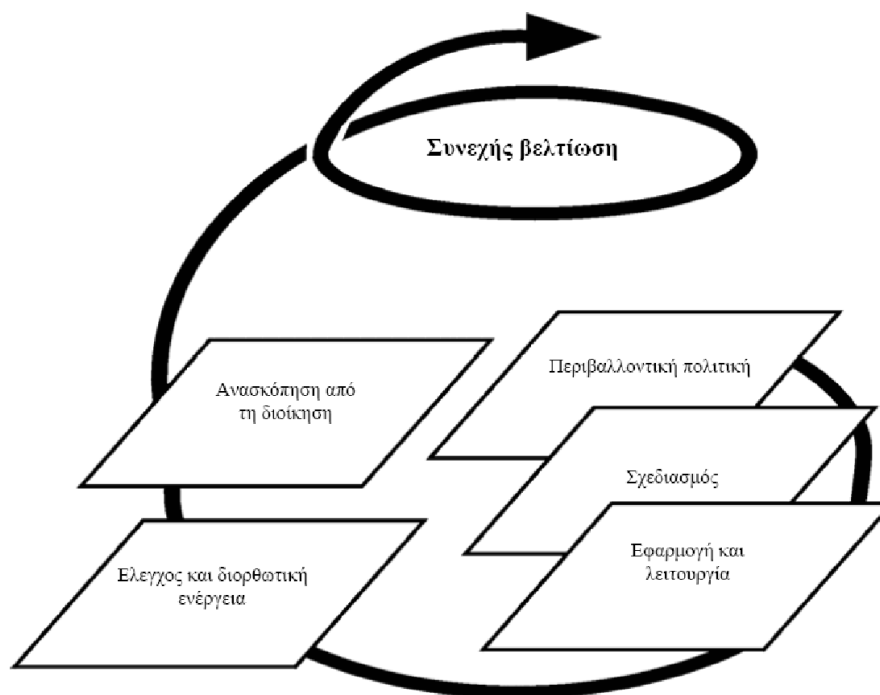 Συνεχής βελτίωση
Περιβαλλοντική πολιτική
Ανασκόπηση από
τη διοίκηση
Σχεδιασμός
Εφαρμογή και
λειτουργία
Ελεγχος και διορθωτική
ενέργεια